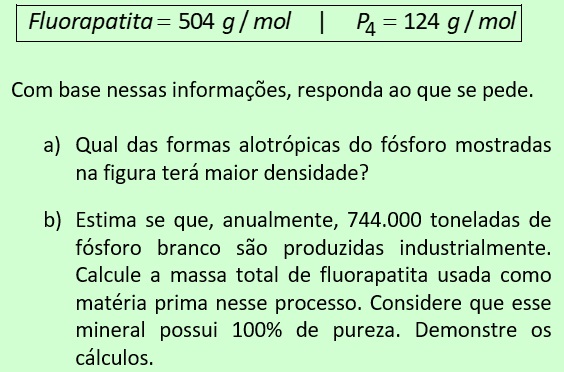 Fluorapatita = 504 g / mol | P4 = 124 g / mol
Com base nessas informações, responda ao que se pede.
a) Qual das formas alotrópicas do fósforo mostradas
na figura terá maior densidade?
b) Estima se que, anualmente, 744.000 toneladas de
fósforo branco são produzidas industrialmente.
Calcule a massa total de fluorapatita usada como
matéria prima nesse processo. Considere que esse
mineral possui 100% de pureza. Demonstre os
cálculos.